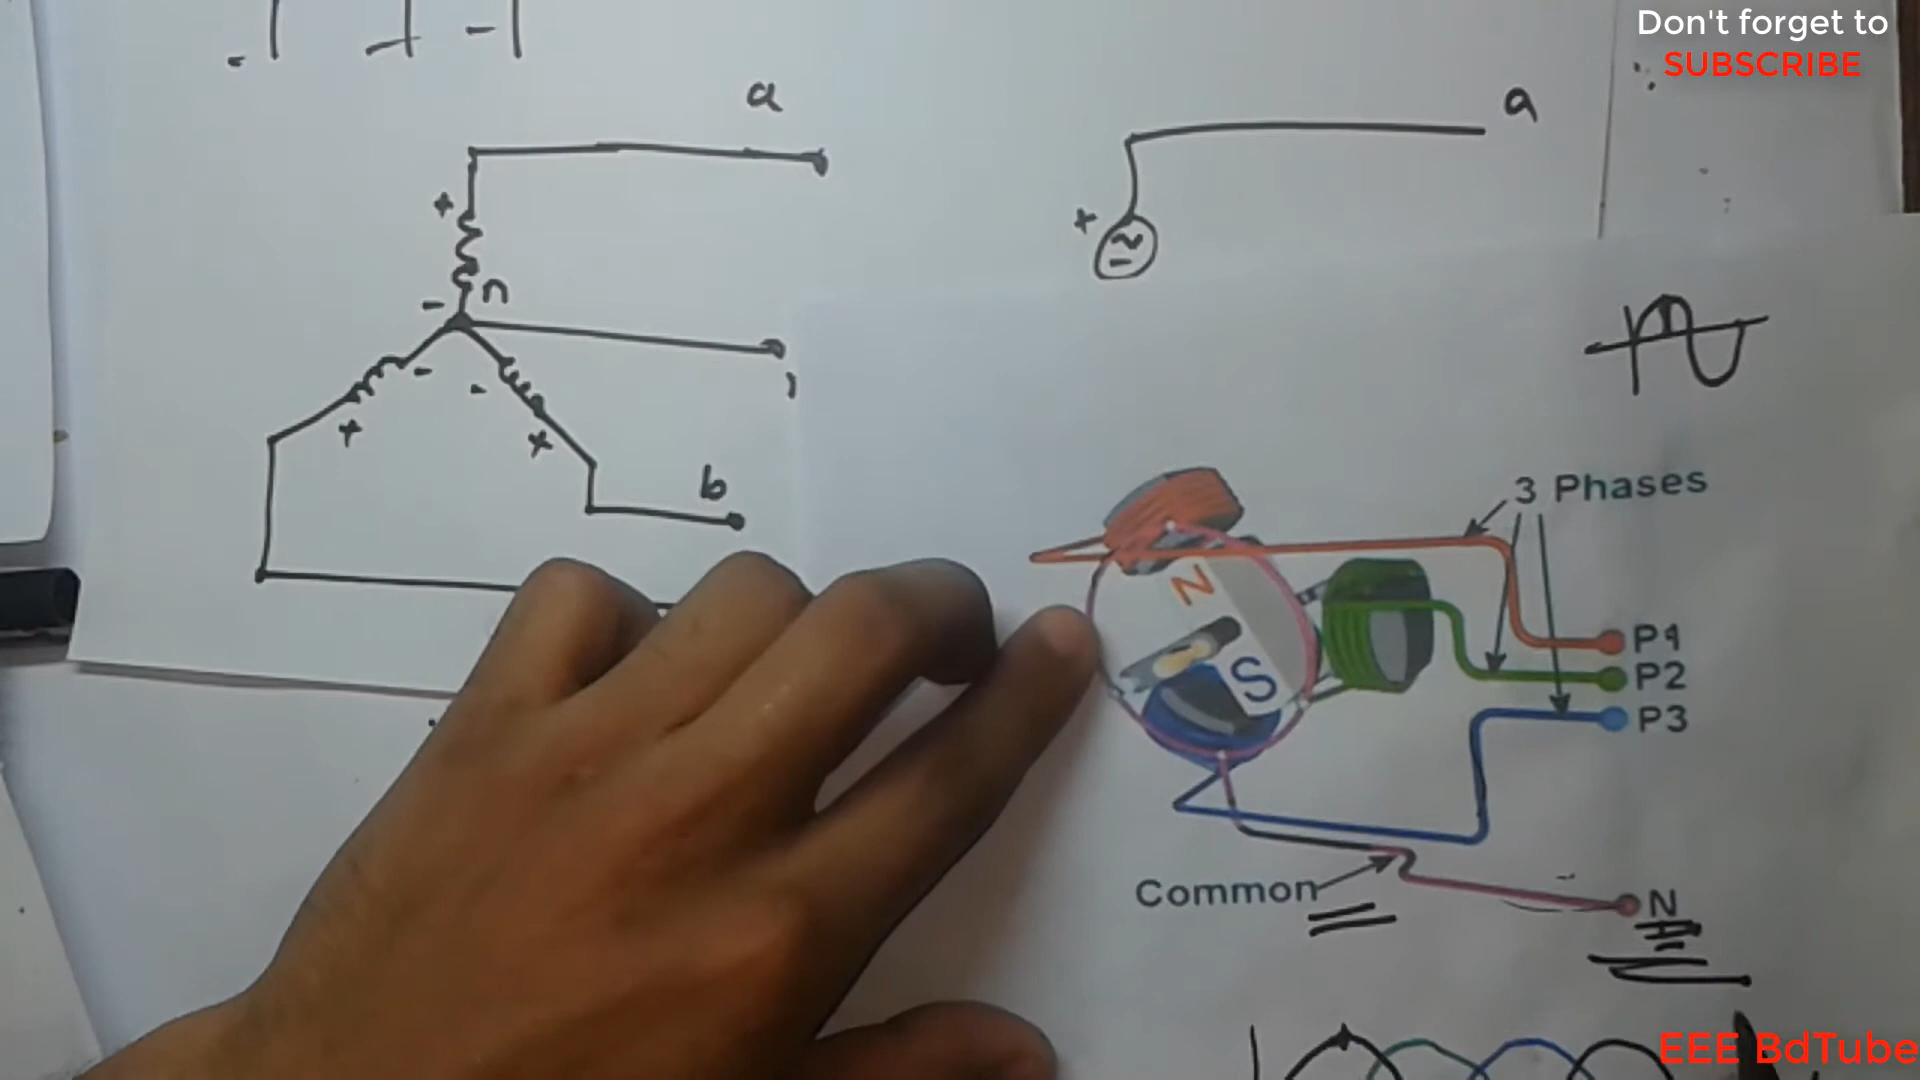 Don't forget to
SUBSCRIBE
a
a
+
+
n
-
-
-
+
+
b
3 Phases
N
S
P1
P2
P3
Common
N
EEE BdTube